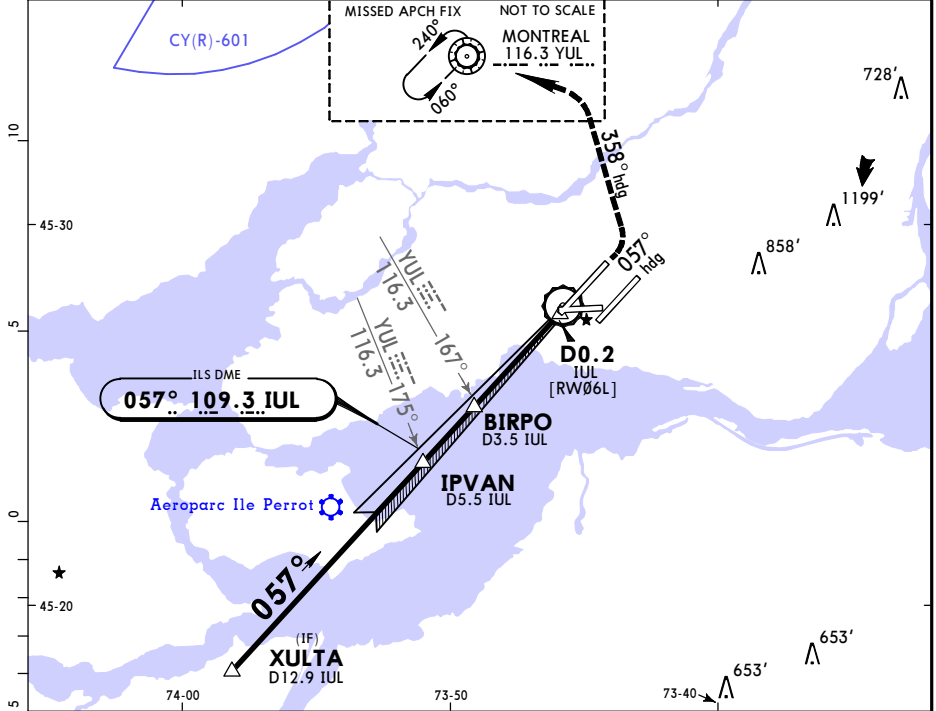 MISSED APCH FIX
NOT TO SCALE
CY(R)-601
MONTREAL
116.3 YUL
240°
060°
728'
10
358° hdg
1199'
45-30
858'
057°
hdg
YUL
116.3
167°
YUL
116.3
175°
5
D0.2
IUL
[RWØ6L]
ILS DME
057° 109.3 IUL
BIRPO
D3.5 IUL
IPVAN
D5.5 IUL
Aeroparc Ile Perrot
0
057°
45-20
(IF)
XULTA
D12.9 IUL
653'
653'
74-00
73-50
73-40
5